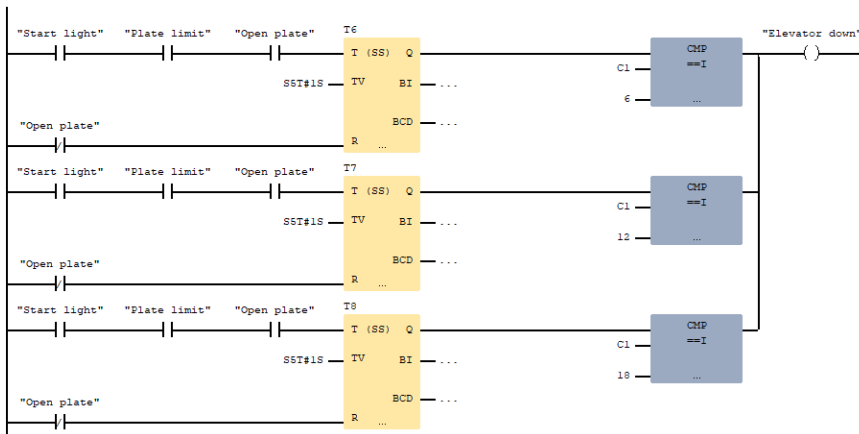 "Start light" "Plate limit" "Open plate" T6 "Elevator down"
T (SS) Q CMP
==I
C1
S5T#1S TV BI ...
6 ...
BCD ...
"Open plate"
R ...
"Start light" "Plate limit" "Open plate" T7
T (SS) Q CMP
==I
C1
S5T#1S TV BI ...
12 ...
BCD ...
"Open plate"
R ...
"Start light" "Plate limit" "Open plate" T8
T (SS) Q CMP
==I
C1
S5T#1S TV BI ...
18 ...
BCD ...
"Open plate"
R ...